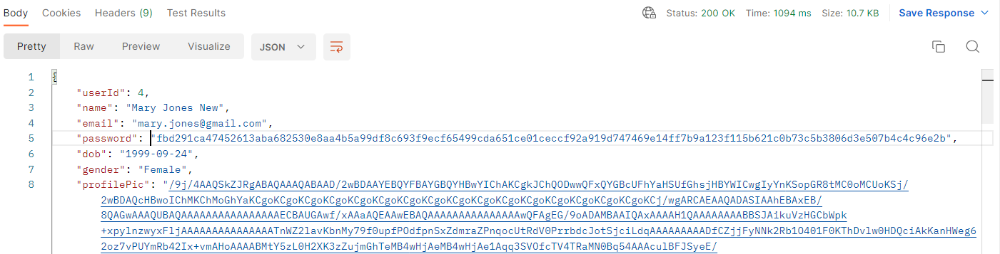 Body Cookies Headers (9) Test Results Status: 200 OK Time: 1094 ms Size: 10.7 KB Save Response
Pretty Raw Preview Visualize JSON
1 {
2 "userId": 4,
3 "name": "Mary Jones New",
4 "email": "mary.jones@gmail.com",
5 "password": "fbd291ca47452613aba682530e8aa4b5a99df8c693f9ecf65499cda651ce01ceccf92a919d747469e14ff7b9a123f115b621c0b73c5b3806d3e507b4c4c96e2b",
6 "dob": "1999-09-24",
7 "gender": "Female",
8 "profilePic": "/9j/4AAQSkZJRgABAQAAAQABAAD/2wBDAAYEBQYFBAYGBQYHBwYIChAKCgkJChQODwwQFxQYGBcUFhYaHSUfGhsjHBYWICwgIyYnKSopGR8tMC0oMCUoKSj/
2wBDAQcHBwoIChMKChMoGhYaKCgoKCgoKCgoKCgoKCgoKCgoKCgoKCgoKCgoKCgoKCgoKCgoKCgoKCgoKCgoKCgoKCj/wgARCAEAAQADASIAAhEBAxEB/
8QAGwAAAQUBAQAAAAAAAAAAAAAAAAECBAUGAwf/xAAaAQEAAwEBAQAAAAAAAAAAAAAAAwQFAgEG/9oADAMBAAIQAxAAAAH1QAAAAAAAABBSJAikuVzHGCbWpk
+xpylnzwyxFljAAAAAAAAAAAAAAATnWZ2lavKbnMy79f0upfPOdfpnSxZdmraZPnqocUtRdV0PrrbdcJotSjciLdqAAAAAAAAADfCZjjFyNNk2Rb1O401F0KThDvlw0HDQciAkKanHWeg6
2oz7vPUYmRb42Ix+vmAHoAAAABMtY5zL0H2XK3zZujmGhTeMB4wHjAeMB4wHjAe1Aqq3SVOfcTV4TRaMN0Bq54AAAculBFJSyeE/